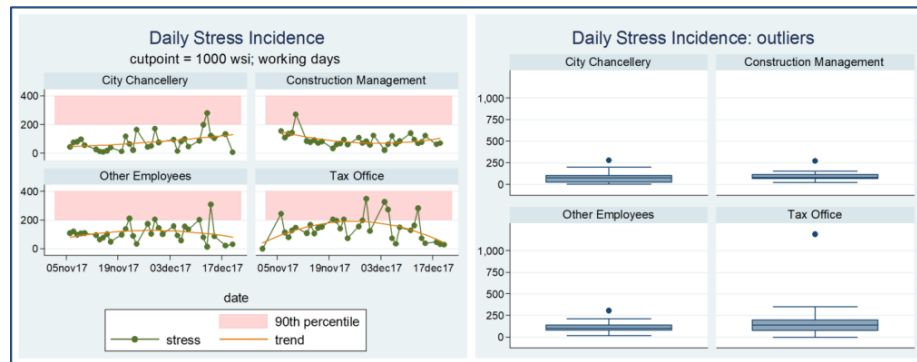 Daily Stress Incidence
cutpoint = 1000 wsi; working days
City Chancellery
Construction Management
400
200
0
Other Employees
Tax Office
400
200
0
05nov17 19nov17 03dec17 17dec17
05nov17 19nov17 03dec17 17dec17
date
90th percentile
stress
trend
Daily Stress Incidence: outliers
City Chancellery
Construction Management
1,000
750
500
250
0
Other Employees
Tax Office
1,000
750
500
250
0